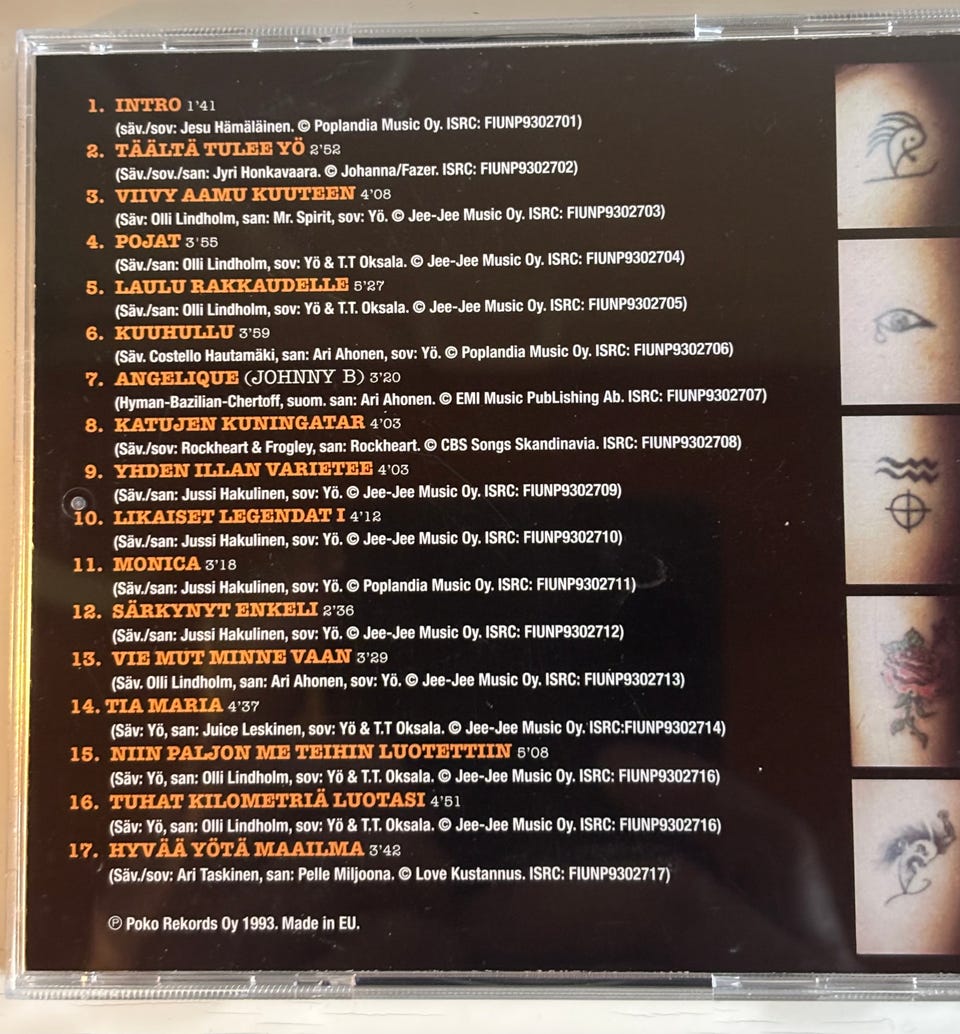 1. INTRO 1'41
(säv./sov: Jesu Hämäläinen. © Poplandia Music Oy. ISRC: FIUNP9302701)
2. TÄÄLTÄ TULEE YÖ 2'52
(Säv./sov./san: Jyri Honkavaara. © Johanna/Fazer. ISRC: FIUNP9302702)
3. VIIVY AAMU KUUTEEN 4'08
(Säv: Olli Lindholm, san: Mr. Spirit, sov: Yö. © Jee-Jee Music Oy. ISRC: FIUNP9302703)
4. POJAT 3'55
(Säv./san: Olli Lindholm, sov: Yö & T.T Oksala. © Jee-Jee Music Oy. ISRC: FIUNP9302704)
5. LAULU RAKKAUDELLE 5'27
(Säv./san: Olli Lindholm, sov: Yö & T.T. Oksala. © Jee-Jee Music Oy. ISRC: FIUNP9302705)
6. KUUHULLU 3'59
(Säv. Costello Hautamäki, san: Ari Ahonen, sov: Yö. © Poplandia Music Oy. ISRC: FIUNP9302706)
7. ANGELIQUE (JOHNNY B) 3'20
(Hyman-Bazilian-Chertoff, suom. san: Ari Ahonen. © EMI Music PubLishing Ab. ISRC: FIUNP9302707)
8. KATUJEN KUNINGATAR 4'03
(Säv./sov: Rockheart & Frogley, san: Rockheart. © CBS Songs Skandinavia. ISRC: FIUNP9302708)
9. YHDEN ILLAN VARIETEE 4'03
(Säv./san: Jussi Hakulinen, sov: Yö. © Jee-Jee Music Oy. ISRC: FIUNP9302709)
10. LIKAISET LEGENDAT I 4'12
(Säv./san: Jussi Hakulinen, sov: Yö. © Jee-Jee Music Oy. ISRC: FIUNP9302710)
11. MONICA 3'18
(Säv./san: Jussi Hakulinen, sov: Yö. © Poplandia Music Oy. ISRC: FIUNP9302711)
12. SÄRKYNYT ENKELI 2'36
(Säv./san: Jussi Hakulinen, sov: Yö. © Jee-Jee Music Oy. ISRC: FIUNP9302712)
13. VIE MUT MINNE VAAN 3'29
(Säv. Olli Lindholm, san: Ari Ahonen, sov: Yö. © Jee-Jee Music Oy. ISRC: FIUNP9302713)
14. TIA MARIA 4'37
(Säv: Yö, san: Juice Leskinen, sov: Yö & T.T Oksala. © Jee-Jee Music Oy. ISRC:FIUNP9302714)
15. NIIN PALJON ME TEIHIN LUOTETTIIN 5'08
(Säv: Yö, san: Olli Lindholm, sov: Yö & T.T. Oksala. © Jee-Jee Music Oy. ISRC: FIUNP9302716)
16. TUHAT KILOMETRIÄ LUOTASI 4'51
(Säv: Yö, san: Olli Lindholm, sov: Yö & T.T. Oksala. © Jee-Jee Music Oy. ISRC: FIUNP9302716)
17. HYVÄÄ YÖTÄ MAAILMA 3'42
(Säv./sov: Ari Taskinen, san: Pelle Miljoona. © Love Kustannus. ISRC: FIUNP9302717)
℗ Poko Rekords Oy 1993. Made in EU.